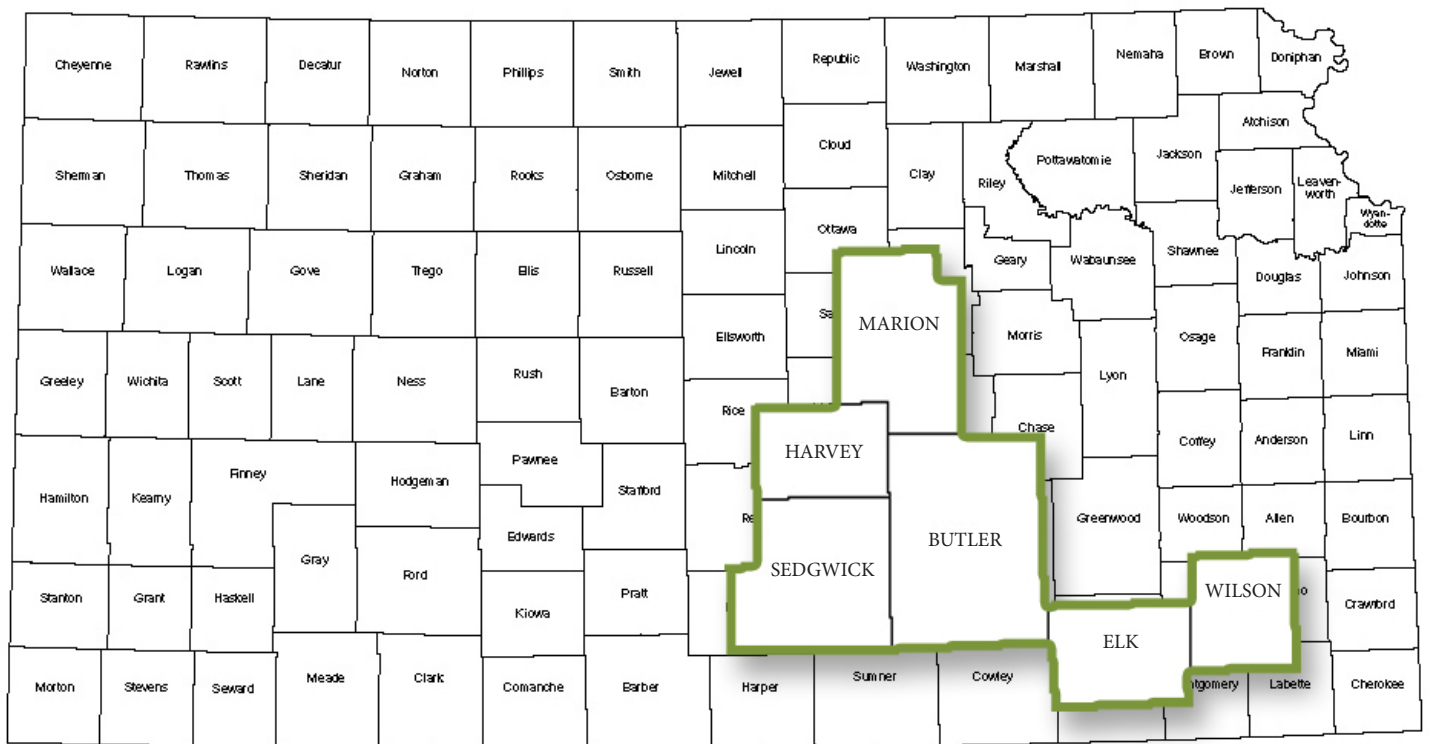 Cheyenne
Rawlins
Decatur
Norton
Phillips
Smith
Jewell
Republic
Washington
Marshall
Nemaha
Brown
Doniphan
Sherman
Thomas
Sheridan
Graham
Rooks
Osborne
Mitchell
Cloud
Clay
Riley
Pottawatomie
Jackson
Atchison
Jefferson
Leaven-
worth
Wyan-
dotte
Wallace
Logan
Gove
Trego
Ellis
Russell
Lincoln
Ottawa
Geary
Wabaunsee
Shawnee
Douglas
Johnson
Greeley
Wichita
Scott
Lane
Ness
Rush
Barton
Ellsworth
Sa
MARION
Morris
Lyon
Osage
Franklin
Miami
Rice
HARVEY
Chase
Coffey
Anderson
Linn
Hamilton
Kearny
Finney
Hodgeman
Pawnee
Stafford
Edwards
Gray
Ford
Re
SEDGWICK
BUTLER
Greenwood
Woodson
Allen
Bourbon
Stanton
Grant
Haskell
Kiowa
Pratt
ELK
WILSON
o
Crawford
Morton
Stevens
Seward
Meade
Clark
Comanche
Barber
Harper
Sumner
Cowley
ntgomery
Labette
Cherokee